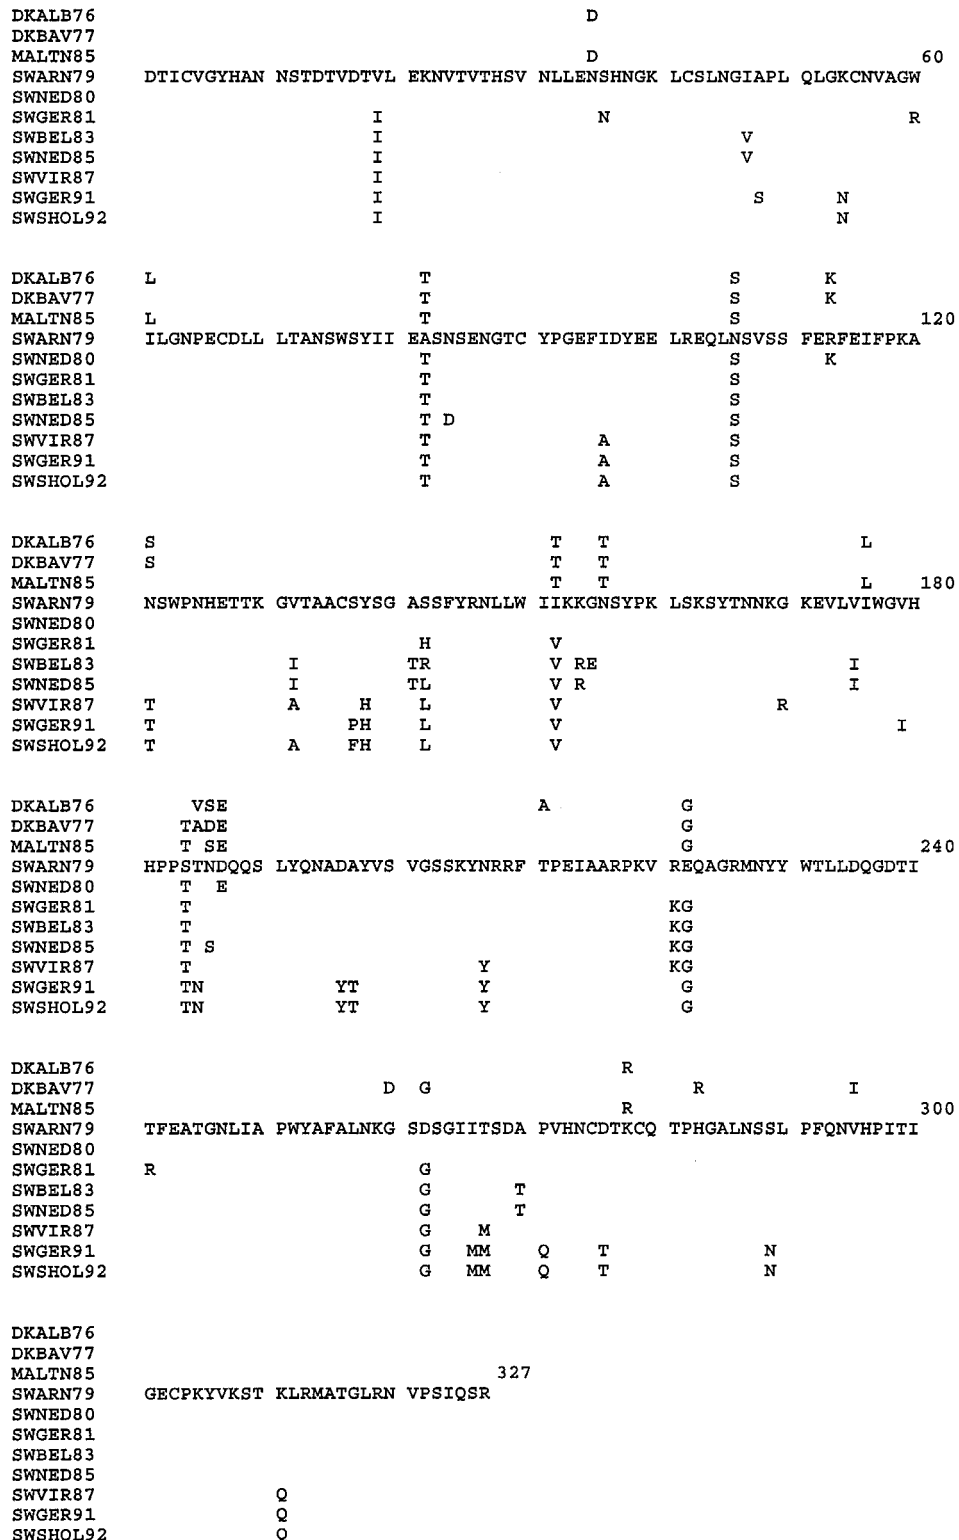 DKALB76 D
DKBAV77
MALTN85 D 60
SWARN79 DTICVGYHAN NSTDTVDTVL EKNVTVTHSV NLLENSHNGK LCSLNGIAPL QLGKCNVAGW
SWNED80
SWGER81 I N R
SWBEL83 I V
SWNED85 I V
SWVIR87 I
SWGER91 I S N
SWSHOL92 I N
DKALB76 L T S K
DKBAV77 T S K
MALTN85 L T S 120
SWARN79 ILGNPECDLL LTANSWSYII EASNSENGTC YPGEFIDYEE LREQLNSVSS FERFEIFPKA
SWNED80 T S K
SWGER81 T S
SWBEL83 T S
SWNED85 T D S
SWVIR87 T A S
SWGER91 T A S
SWSHOL92 T A S
DKALB76 S T T L
DKBAV77 S T T
MALTN85 T T L 180
SWARN79 NSWPNHETTK GVTAACSYSG ASSFYRNLLW IIKKGNSYPK LSKSYTNNKG KEVLVIWGVH
SWNED80
SWGER81 H V
SWBEL83 I TR V RE I
SWNED85 I TL V R I
SWVIR87 T A H L V R
SWGER91 T PH L V I
SWSHOL92 T A FH L V
DKALB76 VSE A G
DKBAV77 TADE G
MALTN85 T SE G 240
SWARN79 HPPSTNDQQS LYQNADAYVS VGSSKYNRRF TPEIAARPKV REQAGRMNYY WTLLDQGDTI
SWNED80 T E
SWGER81 T KG
SWBEL83 T KG
SWNED85 T S KG
SWVIR87 T Y KG
SWGER91 TN YT Y G
SWSHOL92 TN YT Y G
DKALB76 R
DKBAV77 D G R I
MALTN85 R 300
SWARN79 TFEATGNLIA PWYAFALNKG SDSGIITSDA PVHNCDTKCQ TPHGALNSSL PFQNVHPITI
SWNED80
SWGER81 R G
SWBEL83 G T
SWNED85 G T
SWVIR87 G M
SWGER91 G MM Q T N
SWSHOL92 G MM Q T N
DKALB76
DKBAV77
MALTN85 327
SWARN79 GECPKYVKST KLRMATGLRN VPSIQSR
SWNED80
SWGER81
SWBEL83
SWNED85
SWVIR87 Q
SWGER91 Q
SWSHOL92 Q